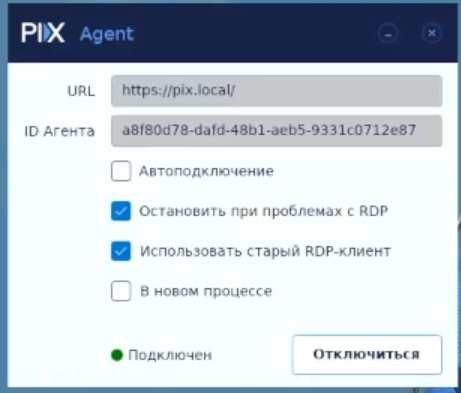 PIX Agent
URL https://pix.local/
ID Агента a8f80d78-dafd-48b1-aeb5-9331c0712e87
Автоподключение
Остановить при проблемах с RDP
Использовать старый RDP-клиент
В новом процессе
Подключен Отключиться